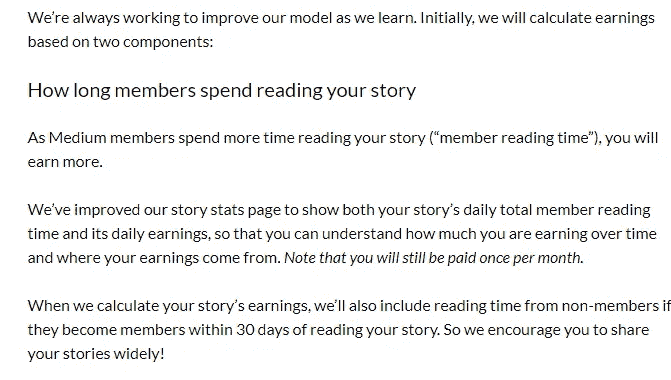 We're always working to improve our model as we learn. Initially, we will calculate earnings
based on two components:
How long members spend reading your story
As Medium members spend more time reading your story (“member reading time”), you will
earn more.
We've improved our story stats page to show both your story's daily total member reading
time and its daily earnings, so that you can understand how much you are earning over time
and where your earnings come from. Note that you will still be paid once per month.
When we calculate your story's earnings, we'll also include reading time from non-members if
they become members within 30 days of reading your story. So we encourage you to share
your stories widely!